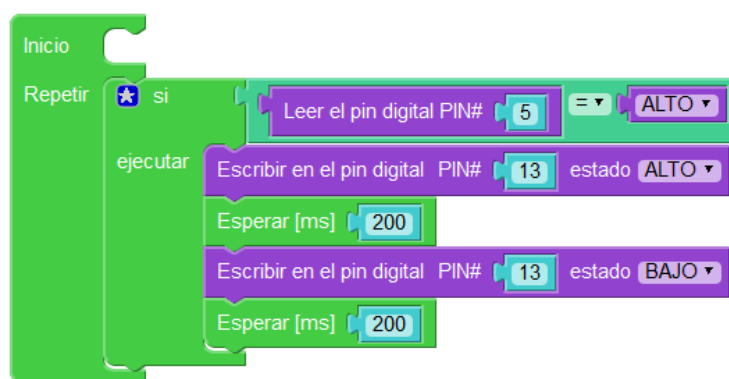 Inicio
Repetir si Leer el pin digital PIN# 5 = ALTO
ejecutar Escribir en el pin digital PIN# 13 estado ALTO
Esperar [ms] 200
Escribir en el pin digital PIN# 13 estado BAJO
Esperar [ms] 200